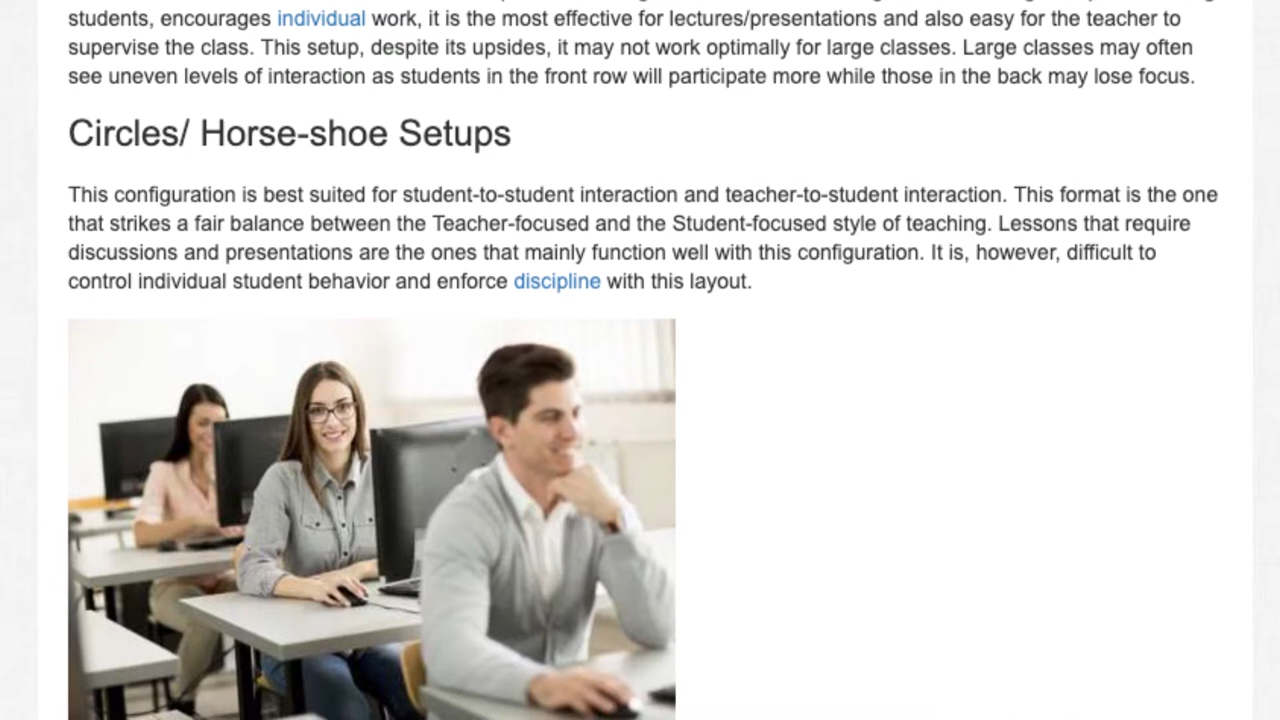 students, encourages individual work, it is the most effective for lectures/presentations and also easy for the teacher to
supervise the class. This setup, despite its upsides, it may not work optimally for large classes. Large classes may often
see uneven levels of interaction as students in the front row will participate more while those in the back may lose focus.
Circles/ Horse-shoe Setups
This configuration is best suited for student-to-student interaction and teacher-to-student interaction. This format is the one
that strikes a fair balance between the Teacher-focused and the Student-focused style of teaching. Lessons that require
discussions and presentations are the ones that mainly function well with this configuration. It is, however, difficult to
control individual student behavior and enforce discipline with this layout.